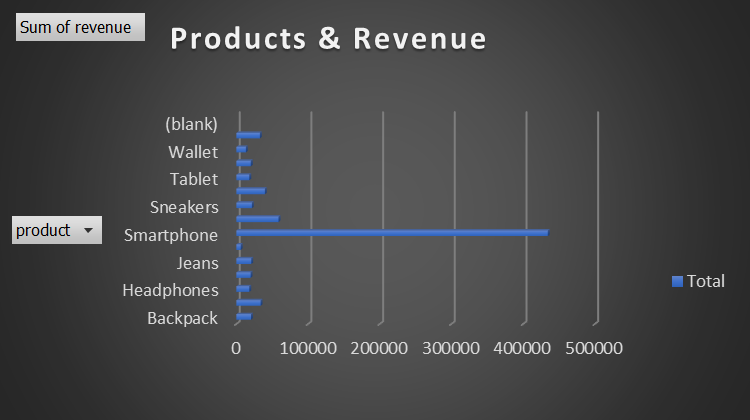 Sum of revenue
Products & Revenue
(blank)
Wallet
Tablet
Sneakers
product
Smartphone
Jeans
Headphones
Backpack
Total
0 100000 200000 300000 400000 500000